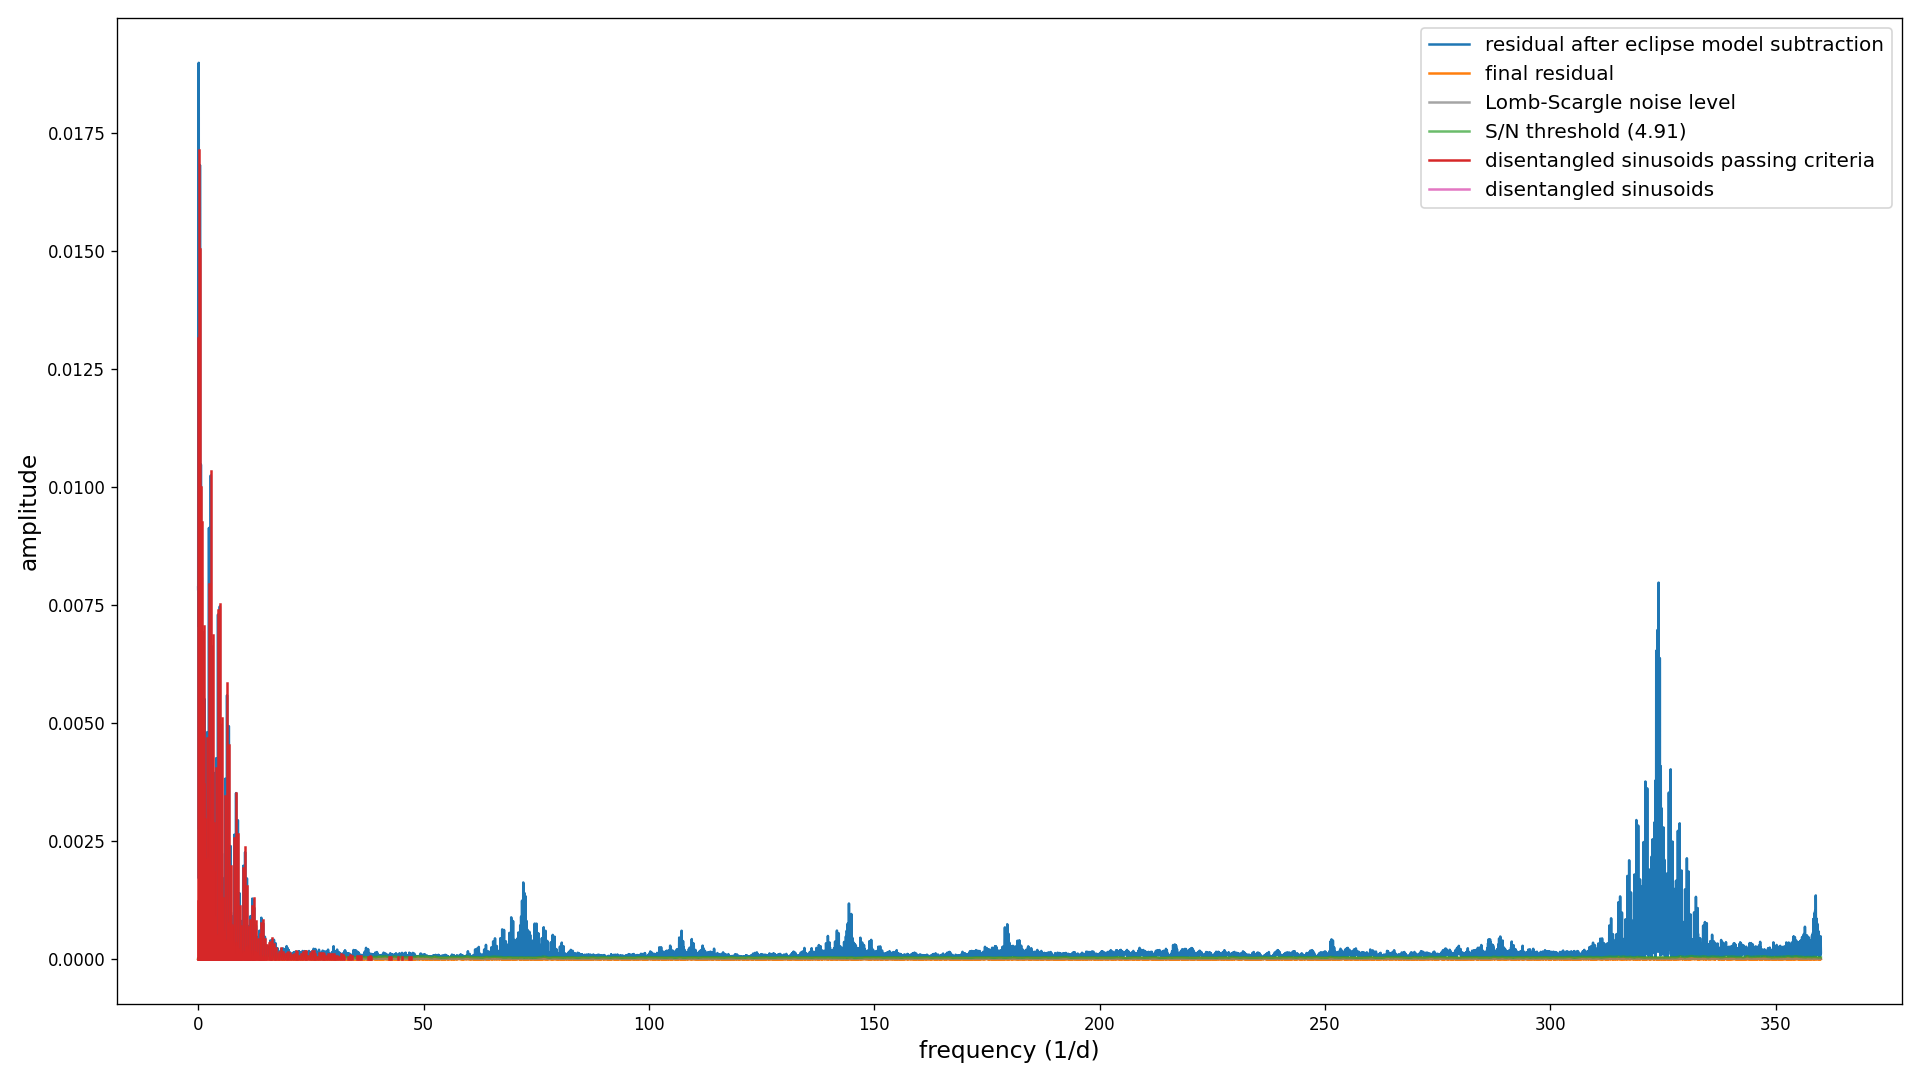 residual after eclipse model subtraction
final residual
Lomb-Scargle noise level
S/N threshold (4.91)
disentangled sinusoids passing criteria
disentangled sinusoids
amplitude
0.0175
0.0150
0.0125
0.0100
0.0075
0.0050
0.0025
0.0000
0 50 100 150 200 250 300 350
frequency (1/d)